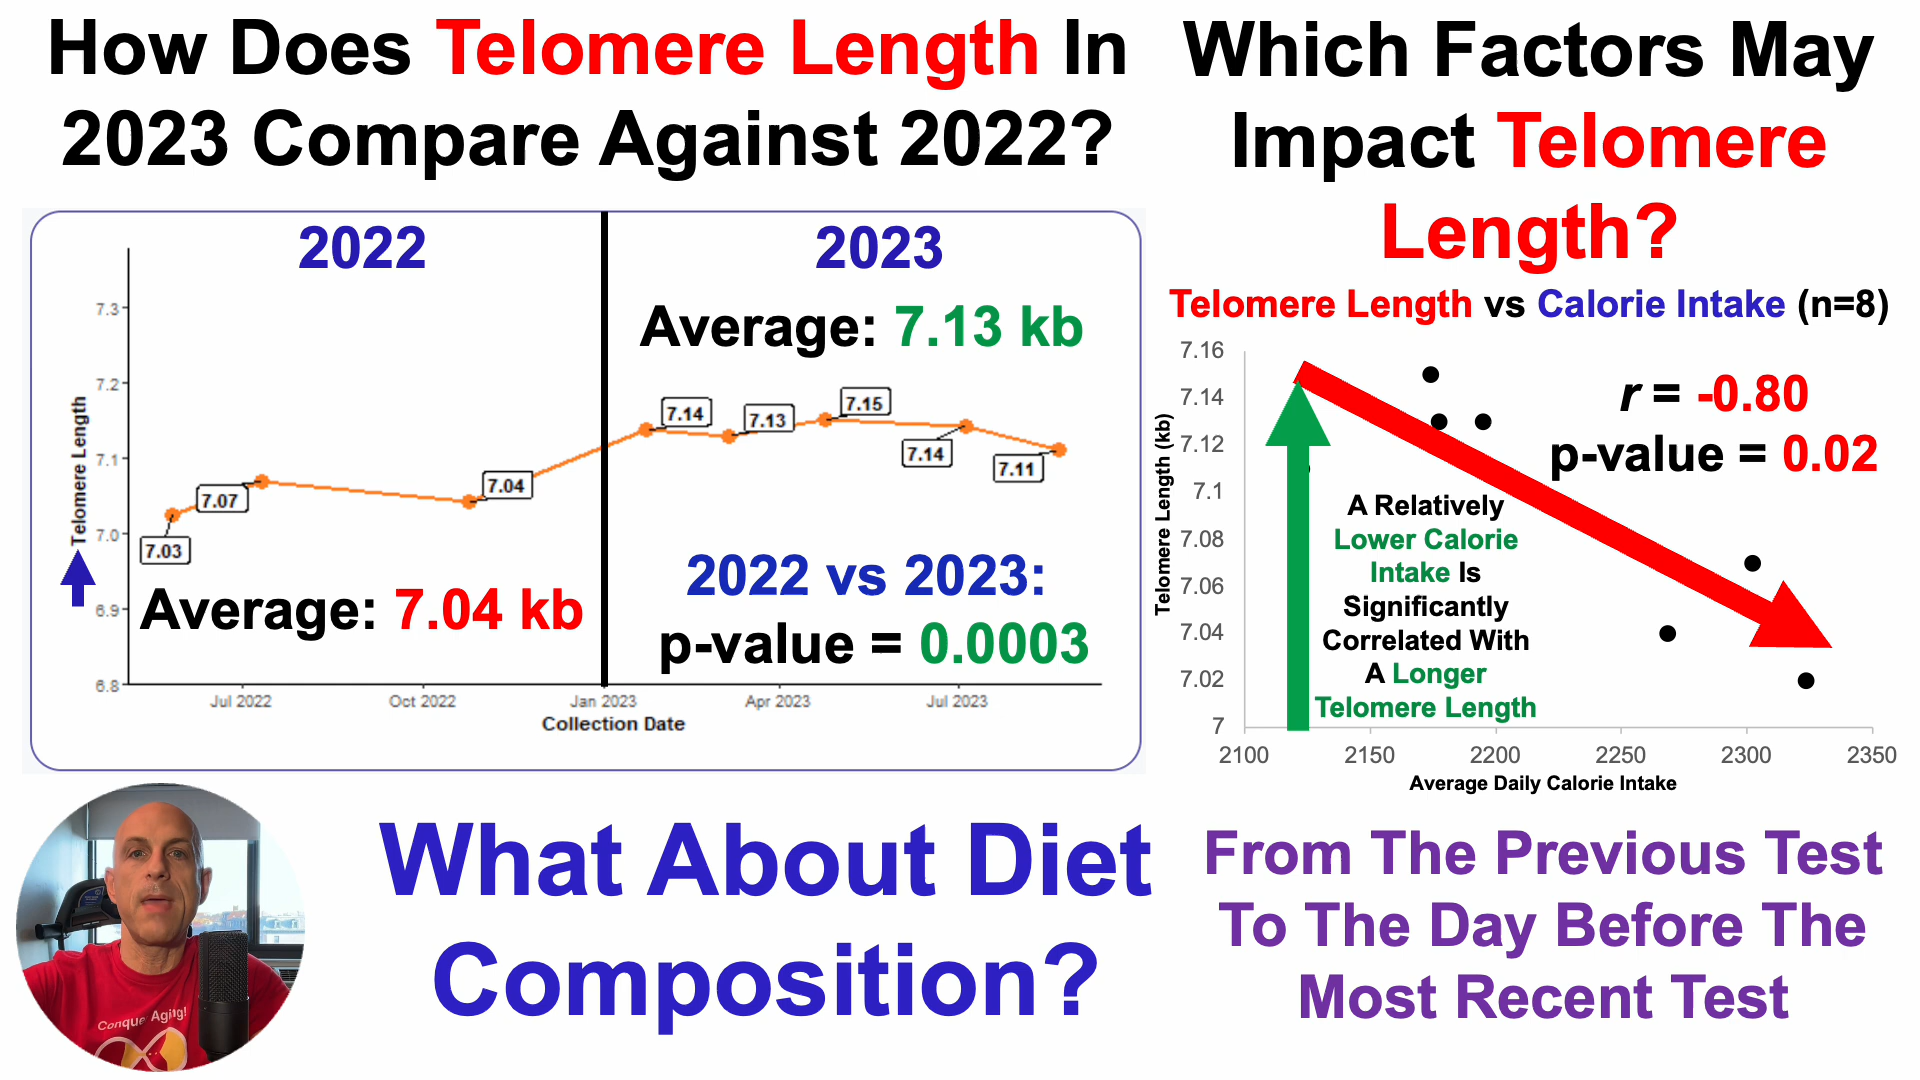 How Does Telomere Length In
2023 Compare Against 2022?
2022
2023
Average: 7.13 kb
7.3
7.2
7.1
7.0
6.9
6.8
Telomere Length
7.03
7.07
7.04
7.14
7.13
7.15
7.14
7.11
Average: 7.04 kb
2022 vs 2023:
p-value = 0.0003
Jul 2022
Oct 2022
Jan 2023
Apr 2023
Jul 2023
Collection Date
Which Factors May
Impact Telomere
Length?
Telomere Length vs Calorie Intake (n=8)
7.16
7.14
7.12
7.1
7.08
7.06
7.04
7.02
7
Telomere Length (kb)
r = -0.80
p-value = 0.02
A Relatively
Lower Calorie
Intake Is
Significantly
Correlated With
A Longer
Telomere Length
2100
2150
2200
2250
2300
2350
Average Daily Calorie Intake
What About Diet
Composition?
From The Previous Test
To The Day Before The
Most Recent Test
Aging!